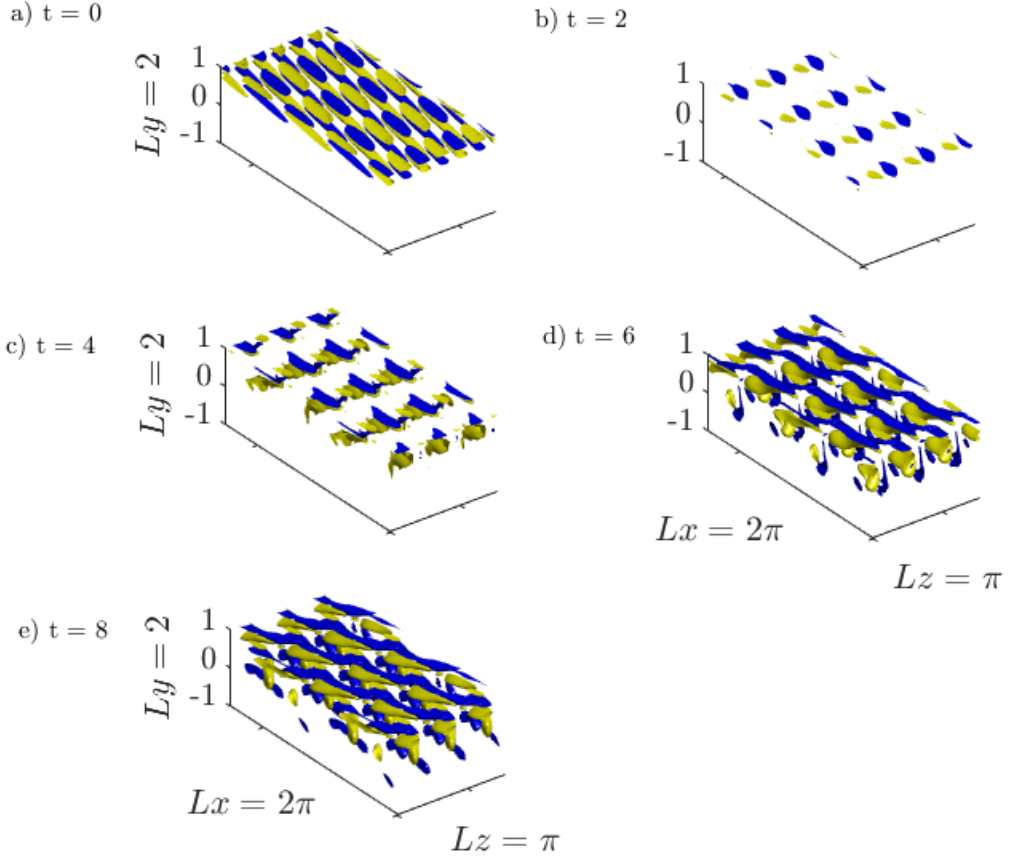 a) t = 0
b) t = 2
Ly = 2
1
0
-1
1
0
-1
c) t = 4
d) t = 6
Ly = 2
1
0
-1
1
0
-1
Lx = 2π
Lz = π
e) t = 8
Ly = 2
1
0
-1
Lx = 2π
Lz = π